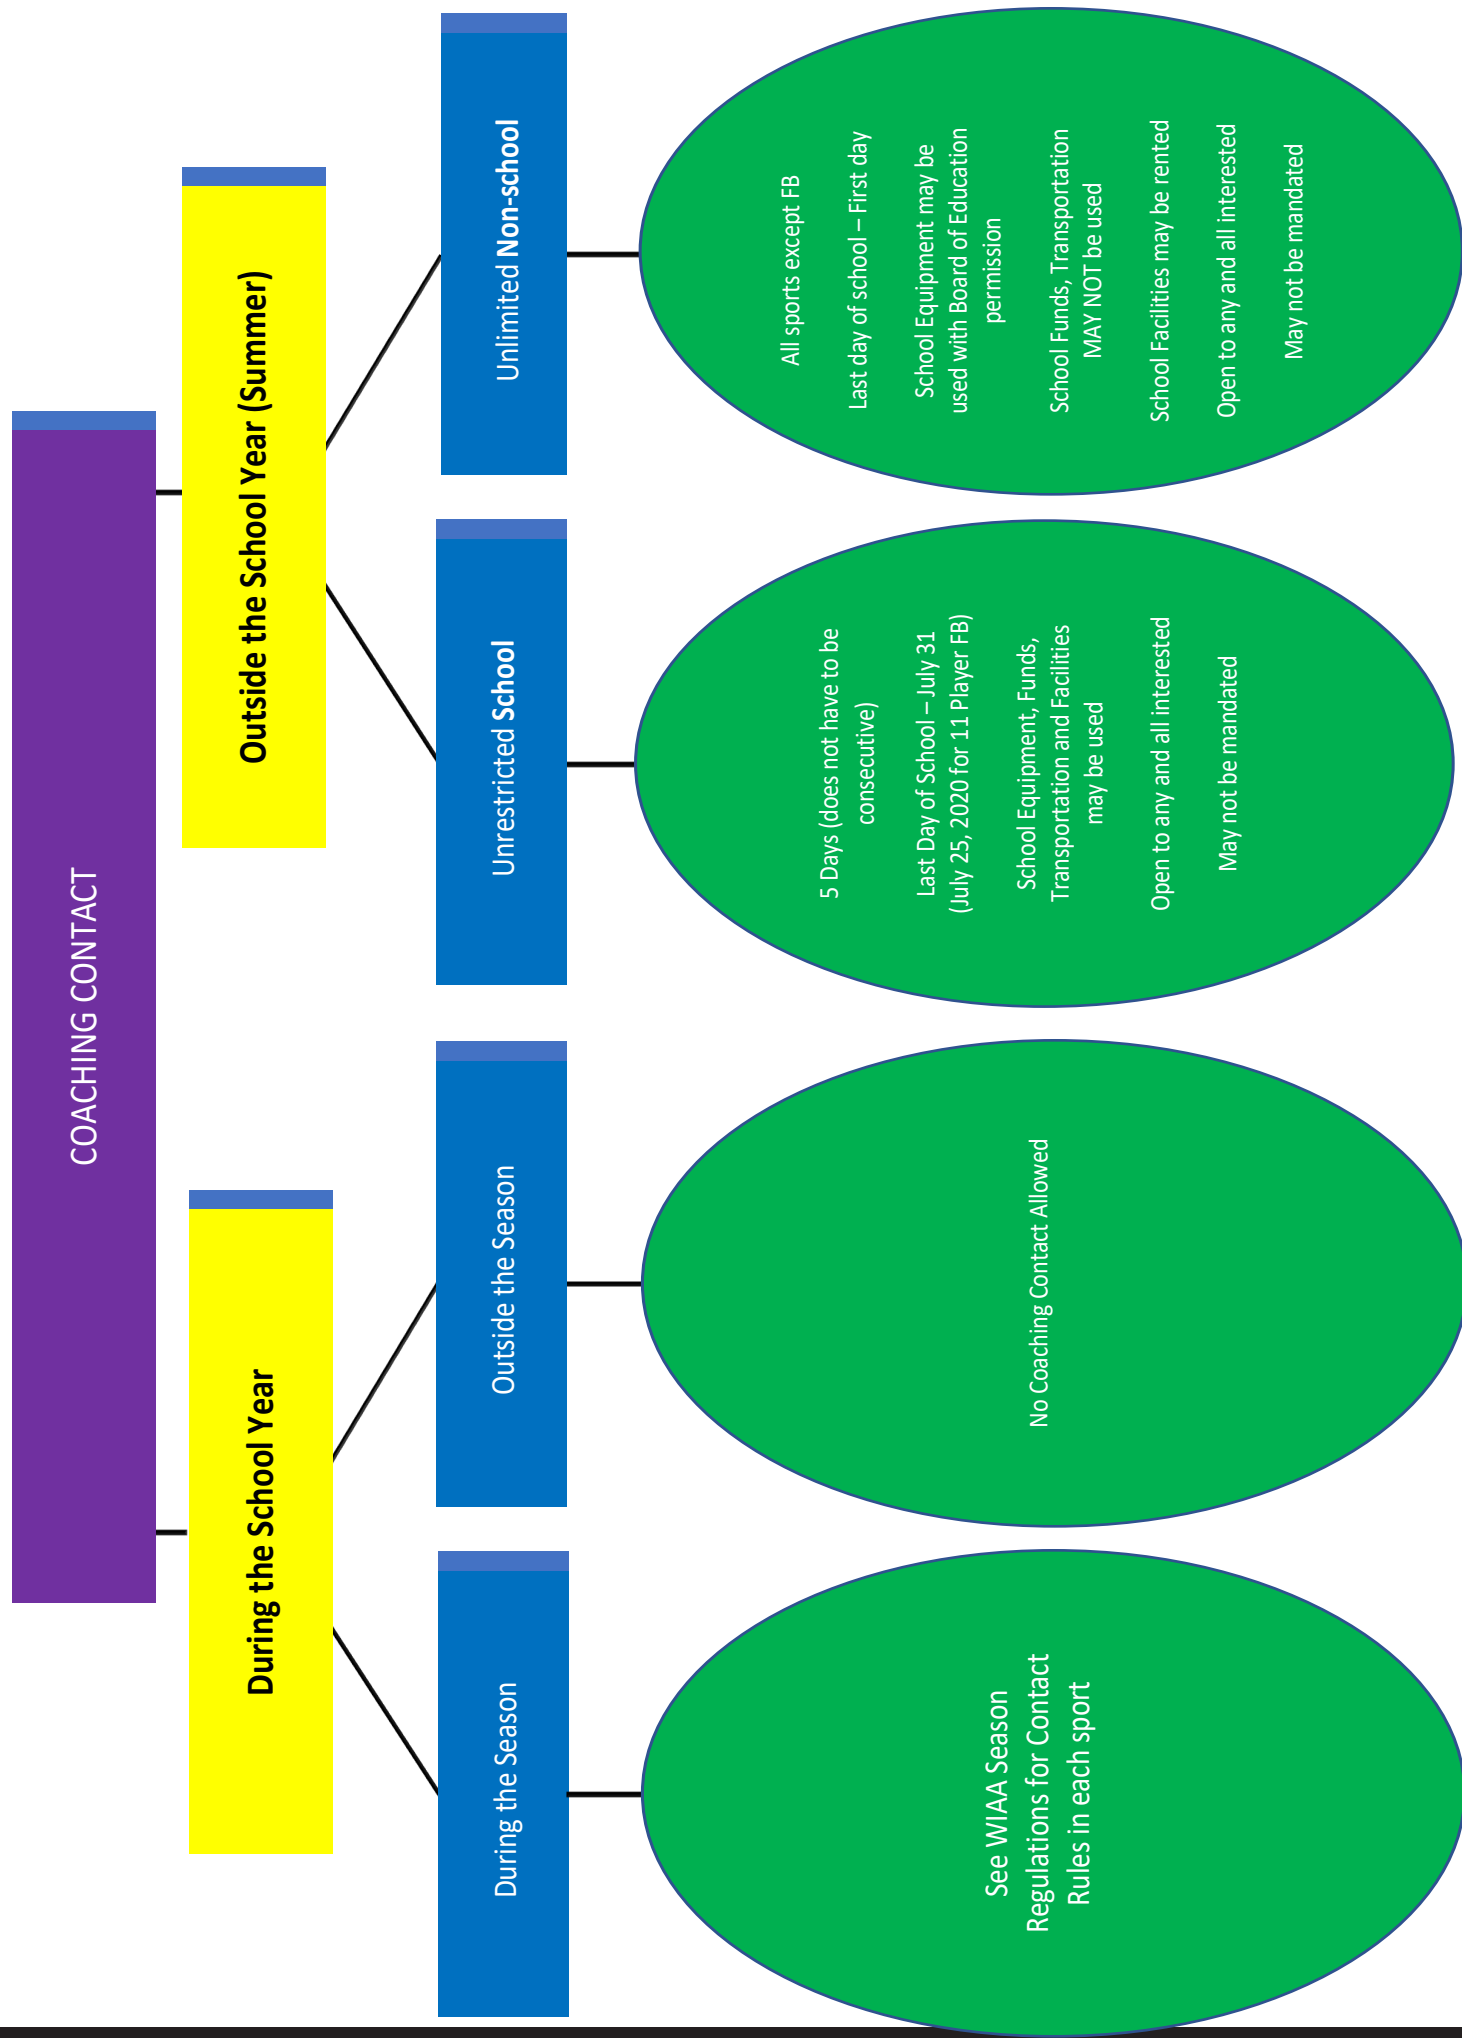 COACHING CONTACT
During the School Year
Outside the School Year (Summer)
During the Season
Outside the Season
Unrestricted School
Unlimited Non-school
See WIAA Season
Regulations for Contact
Rules in each sport
No Coaching Contact Allowed
5 Days (does not have to be
consecutive)
Last Day of School – July 31
(July 25, 2020 for 11 Player FB)
School Equipment, Funds,
Transportation and Facilities
may be used
Open to any and all interested
May not be mandated
All sports except FB
Last day of school – First day
School Equipment may be
used with Board of Education
permission
School Funds, Transportation
MAY NOT be used
School Facilities may be rented
Open to any and all interested
May not be mandated